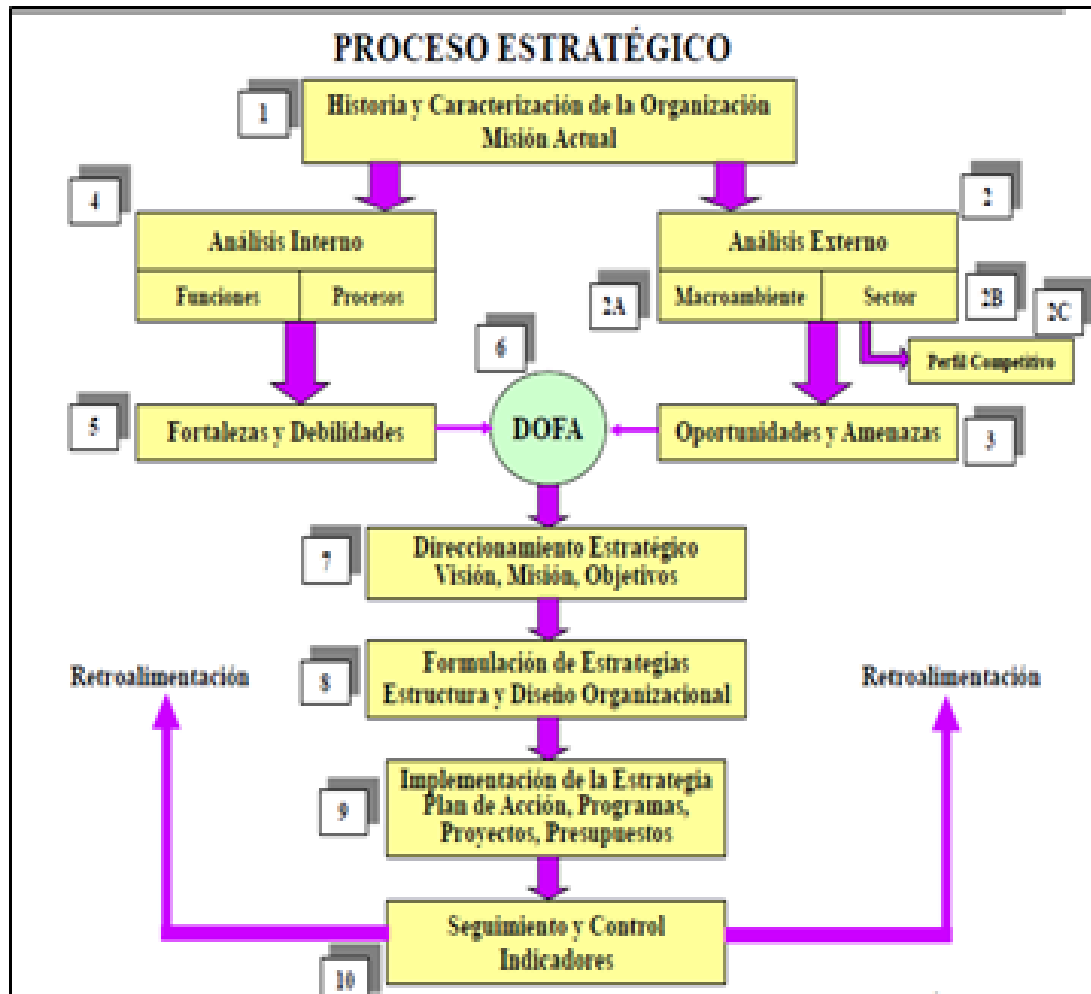 PROCESO ESTRATÉGICO
1
Historia y Caracterización de la Organización
Misión Actual
4
2
Análisis Interno
Análisis Externo
Funciones
Procesos
2A
Macroambiente
Sector
2B
2C
6
Perfil Competitivo
5
Fortalezas y Debilidades
DOFA
Oportunidades y Amenazas
3
7
Direccionamiento Estratégico
Visión, Misión, Objetivos
Retroalimentación
8
Formulación de Estrategias
Estructura y Diseño Organizacional
Retroalimentación
9
Implementación de la Estrategia
Plan de Acción, Programas,
Proyectos, Presupuestos
Seguimiento y Control
Indicadores
10